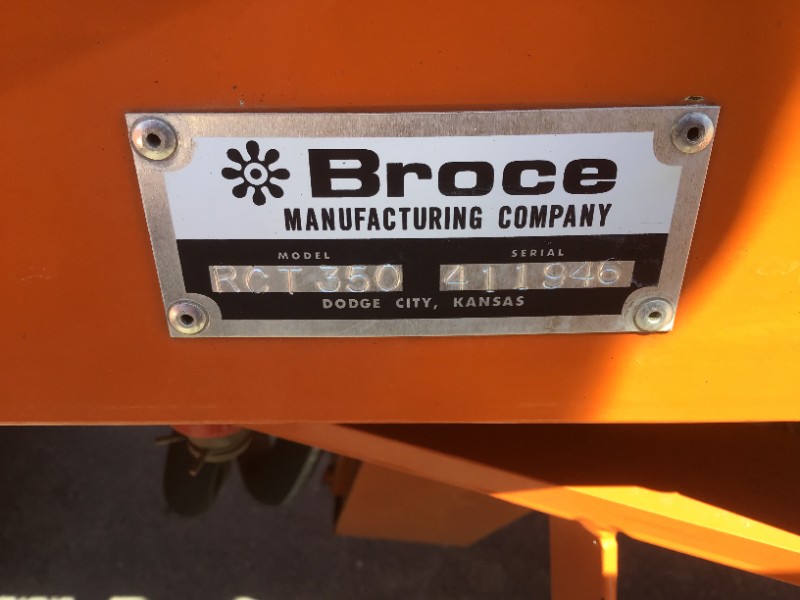 Broce
MANUFACTURING COMPANY
MODEL SERIAL
RCT350 411946
DODGE CITY, KANSAS